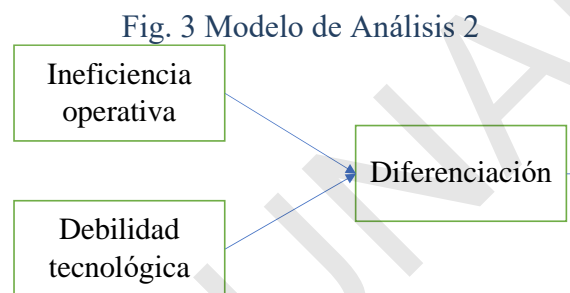 Fig. 3 Modelo de Análisis 2
Ineficiencia
operativa
Diferenciación
Debilidad
tecnológica